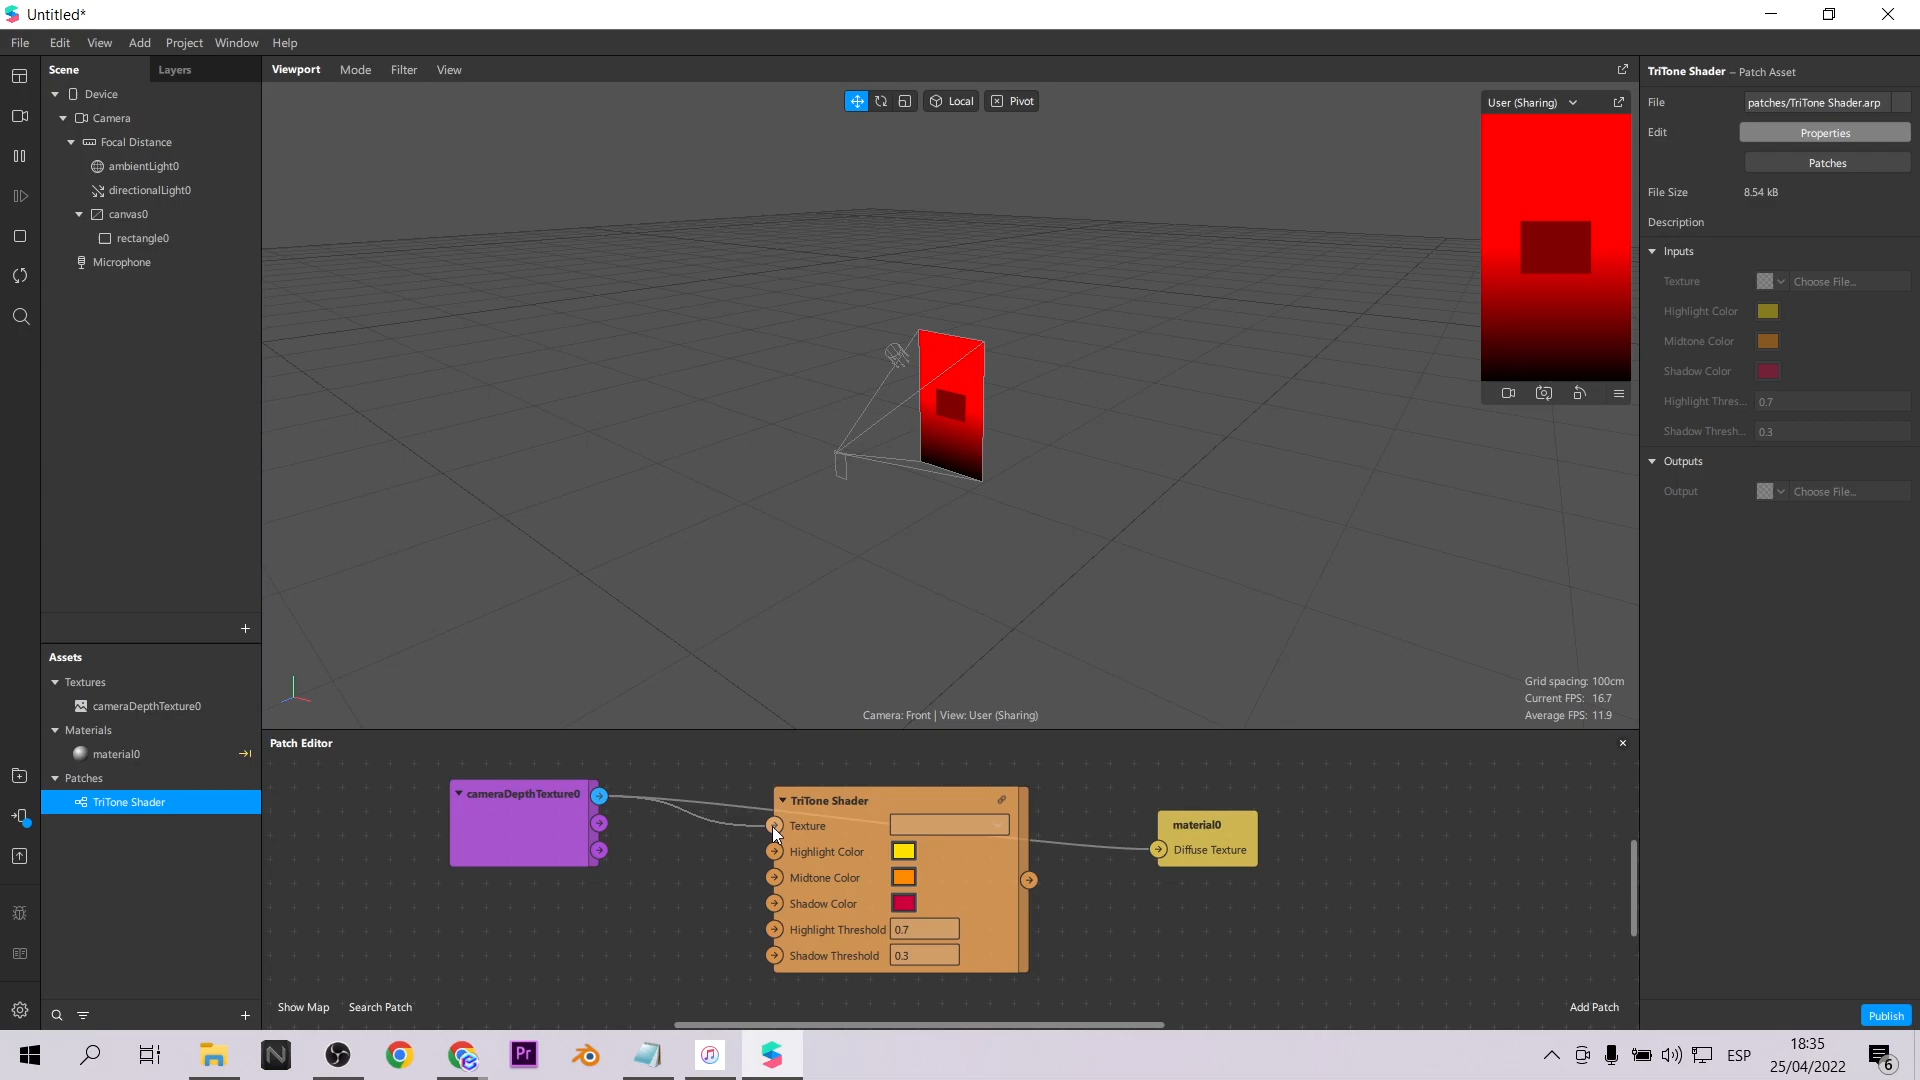 Untitled*
File Edit View Add Project Window Help
Scene Layers
Device
Camera
Focal Distance
ambientLight0
directionalLight0
canvas0
rectangle0
Microphone
Assets
Textures
cameraDepthTexture0
Materials
material0
Patches
TriTone Shader
Viewport Mode Filter View
Local Pivot
User (Sharing)
Grid spacing: 100cm
Current FPS: 16.7
Average FPS: 11.9
Camera: Front | View: User (Sharing)
Patch Editor
cameraDepthTexture0
TriTone Shader
Texture
Highlight Color
Midtone Color
Shadow Color
Highlight Threshold 0.7
Shadow Threshold 0.3
material0
Diffuse Texture
Show Map Search Patch
Add Patch
TriTone Shader – Patch Asset
File patches/TriTone Shader.arp
Edit Properties
Patches
File Size 8.54 kB
Description
Inputs
Texture Choose File...
Highlight Color
Midtone Color
Shadow Color
Highlight Thres... 0.7
Shadow Thresh... 0.3
Outputs
Output Choose File...
Publish
N
Pr
ESP
18:35
25/04/2022
6